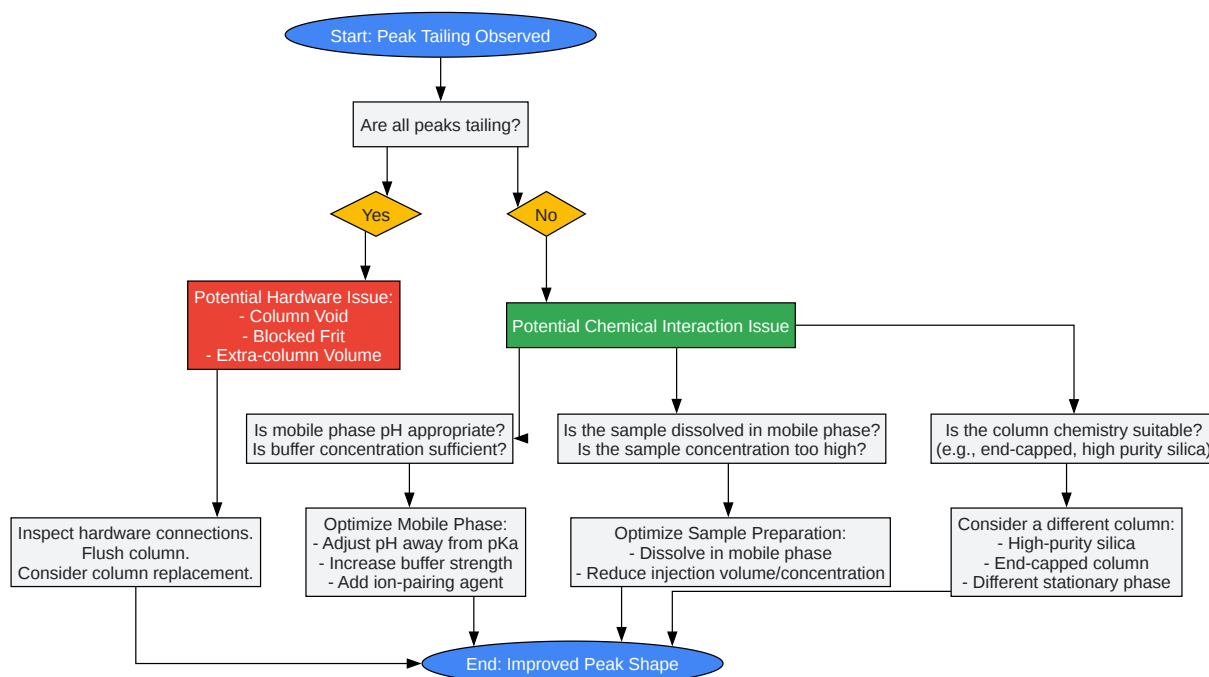 Start: Peak Tailing Observed
Are all peaks tailing?
Yes
No
Potential Hardware Issue:
- Column Void
- Blocked Frit
- Extra-column Volume
Potential Chemical Interaction Issue
Is mobile phase pH appropriate?
Is buffer concentration sufficient?
Is the sample dissolved in mobile phase?
Is the sample concentration too high?
Is the column chemistry suitable?
(e.g., end-capped, high purity silica)
Inspect hardware connections.
Flush column.
Consider column replacement.
Optimize Mobile Phase:
- Adjust pH away from pKa
- Increase buffer strength
- Add ion-pairing agent
Optimize Sample Preparation:
- Dissolve in mobile phase
- Reduce injection volume/concentration
Consider a different column:
- High-purity silica
- End-capped column
- Different stationary phase
End: Improved Peak Shape